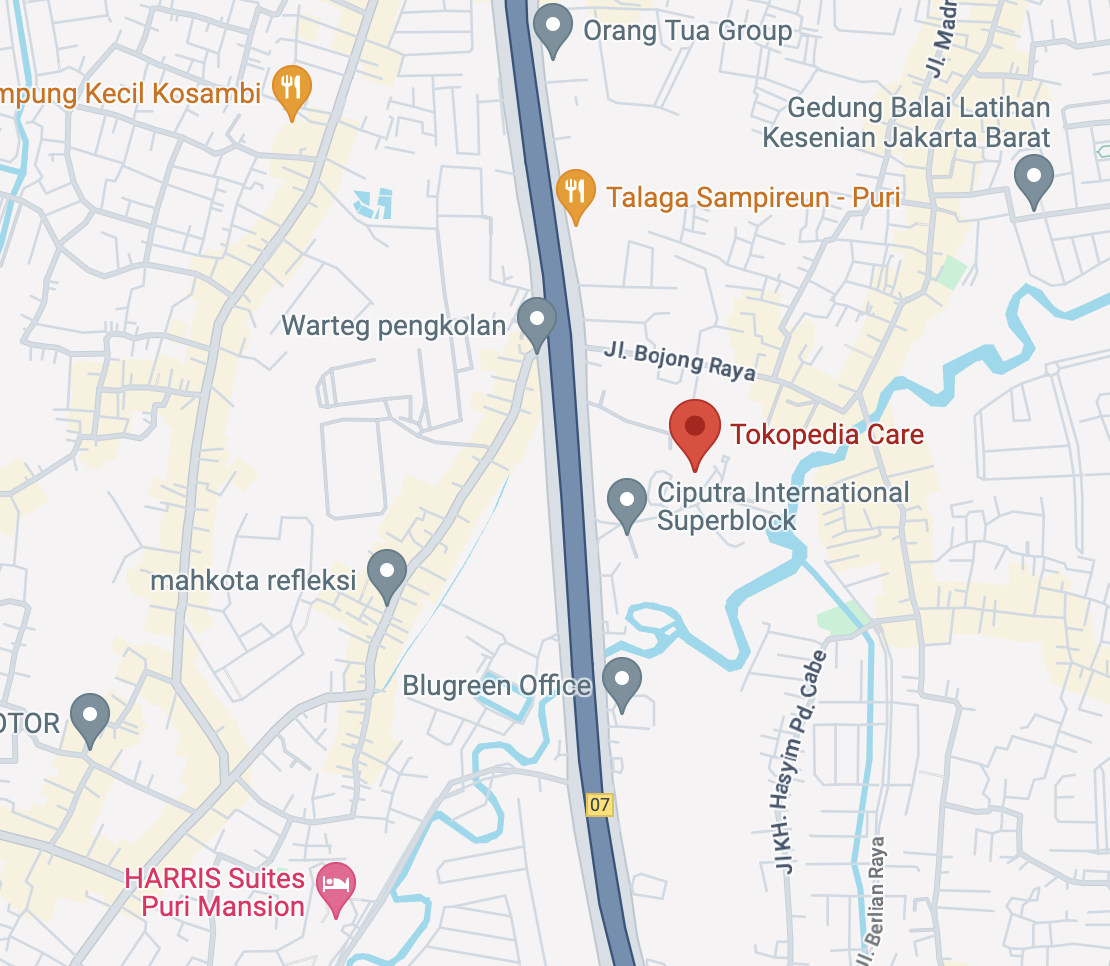 Orang Tua Group
Jl. Madr
mpung Kecil Kosambi
Gedung Balai Latihan
Kesenian Jakarta Barat
Talaga Sampireun - Puri
Warteg pengkolan
Jl. Bojong Raya
Tokopedia Care
Ciputra International
Superblock
mahkota refleksi
Blugreen Office
OTOR
Jl KH. Hasyim Pd. Cabe
07
Jl. Berlian Raya
HARRIS Suites
Puri Mansion